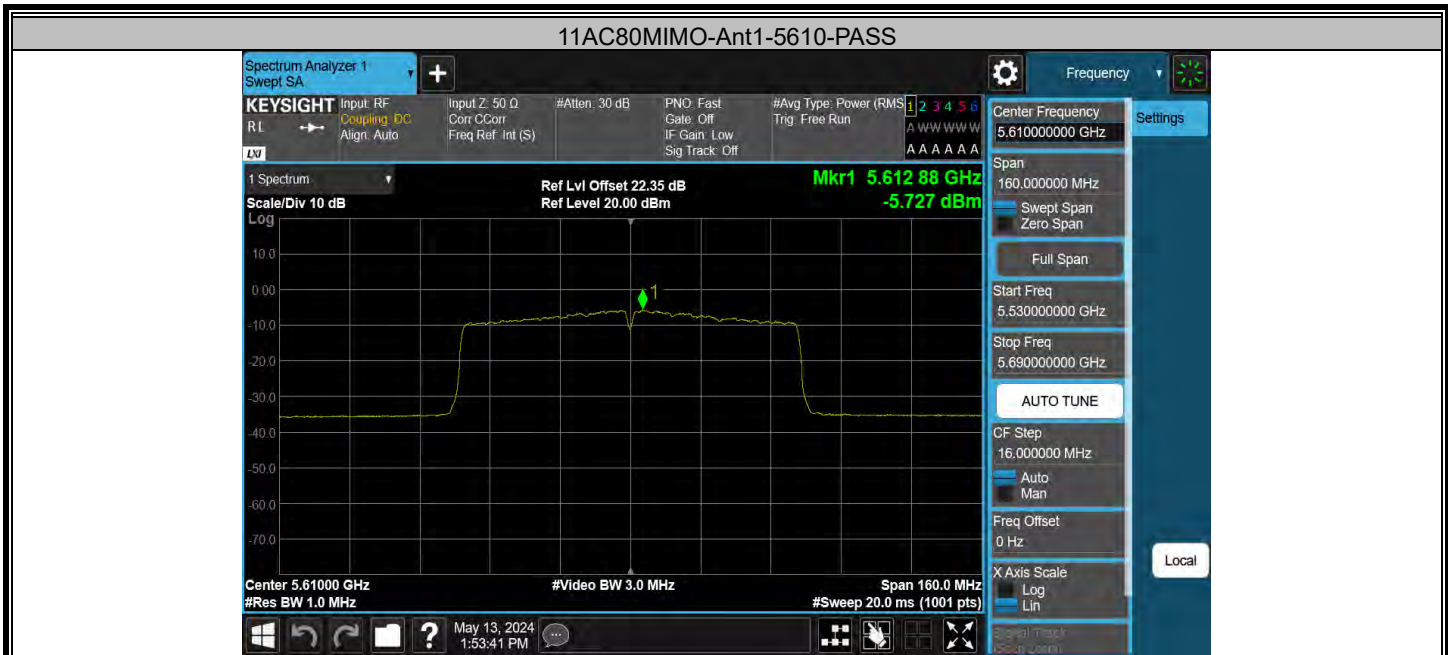 11AC80MIMO-Ant1-5610-PASS
Spectrum Analyzer 1
Swept SA
+
Frequency
KEYSIGHT
RL
LXI
Input: RF
Coupling: DC
Align: Auto
Input Z: 50 Ω
Corr CCorr
Freq Ref: Int (S)
#Atten: 30 dB
PNO: Fast
Gate: Off
IF Gain: Low
Sig Track: Off
#Avg Type: Power (RMS
Trig: Free Run
1 2 3 4 5 6
A W W W W W
A A A A A A
1 Spectrum
Scale/Div 10 dB
Log
Ref Lvl Offset 22.35 dB
Ref Level 20.00 dBm
Mkr1 5.612 88 GHz
-5.727 dBm
10.0
0.00
-10.0
-20.0
-30.0
-40.0
-50.0
-60.0
-70.0
1
Center 5.61000 GHz
#Res BW 1.0 MHz
#Video BW 3.0 MHz
Span 160.0 MHz
#Sweep 20.0 ms (1001 pts)
Center Frequency
5.610000000 GHz
Settings
Span
160.000000 MHz
Swept Span
Zero Span
Full Span
Start Freq
5.530000000 GHz
Stop Freq
5.690000000 GHz
AUTO TUNE
CF Step
16.000000 MHz
Auto
Man
Freq Offset
0 Hz
X Axis Scale
Log
Lin
Signal Track
(Span Zoom)
Local
?
May 13, 2024
1:53:41 PM